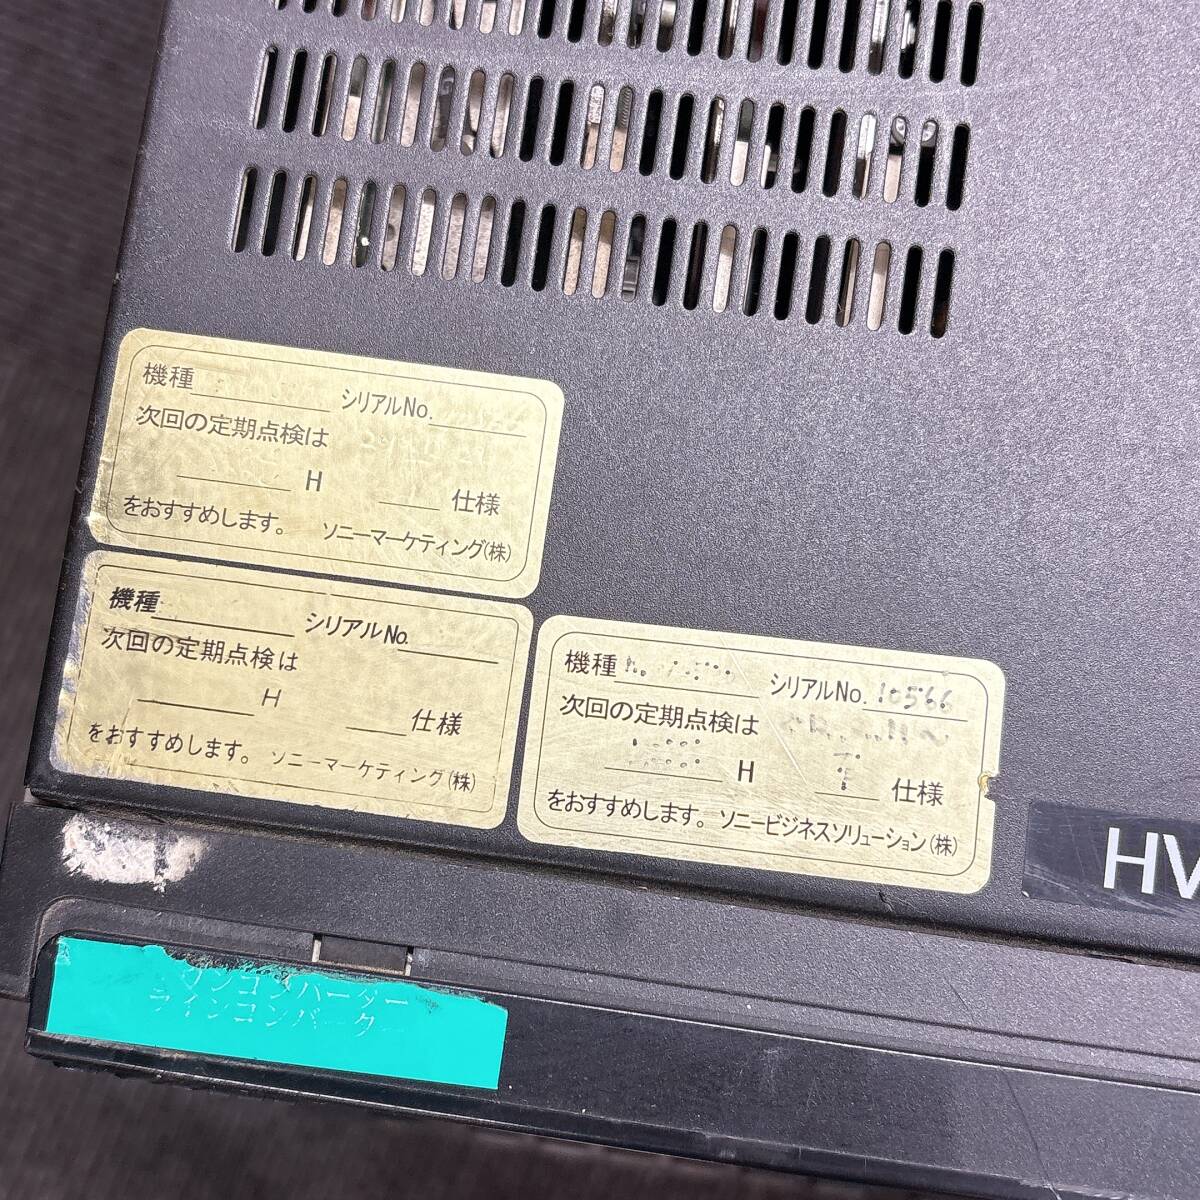 機種 シリアルNo.
次回の定期点検は
H 仕様
をおすすめします。 ソニーマーケティング(株)
機種 シリアルNo.
次回の定期点検は
H 仕様
をおすすめします。 ソニーマーケティング(株)
機種 シリアルNo. 10566
次回の定期点検は
H 仕様
をおすすめします。 ソニービジネスソリューション(株)
HV
ラインコンバーター